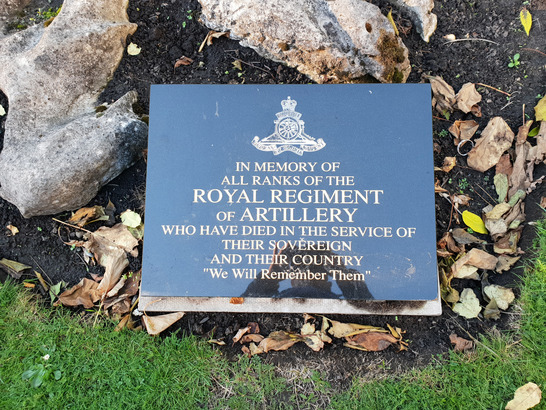 IN MEMORY OF
ALL RANKS OF THE
ROYAL REGIMENT
OF ARTILLERY
WHO HAVE DIED IN THE SERVICE OF
THEIR SOVEREIGN
AND THEIR COUNTRY
"We Will Remember Them"